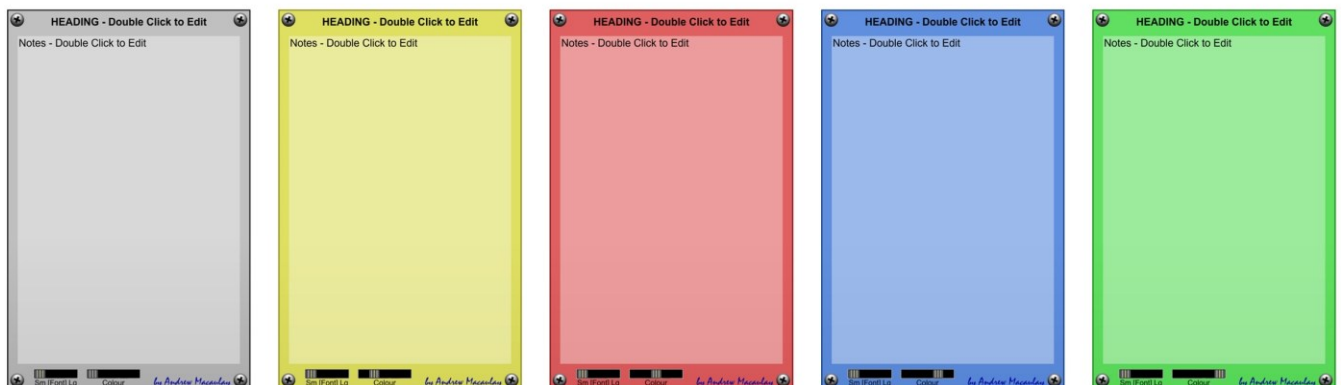 HEADING - Double Click to Edit
Notes - Double Click to Edit
Sm [Font] Lg Colour by Andrew Macaulay
HEADING - Double Click to Edit
Notes - Double Click to Edit
Sm [Font] Lg Colour by Andrew Macaulay
HEADING - Double Click to Edit
Notes - Double Click to Edit
Sm [Font] Lg Colour by Andrew Macaulay
HEADING - Double Click to Edit
Notes - Double Click to Edit
Sm [Font] Lg Colour by Andrew Macaulay
HEADING - Double Click to Edit
Notes - Double Click to Edit
Sm [Font] Lg Colour by Andrew Macaulay